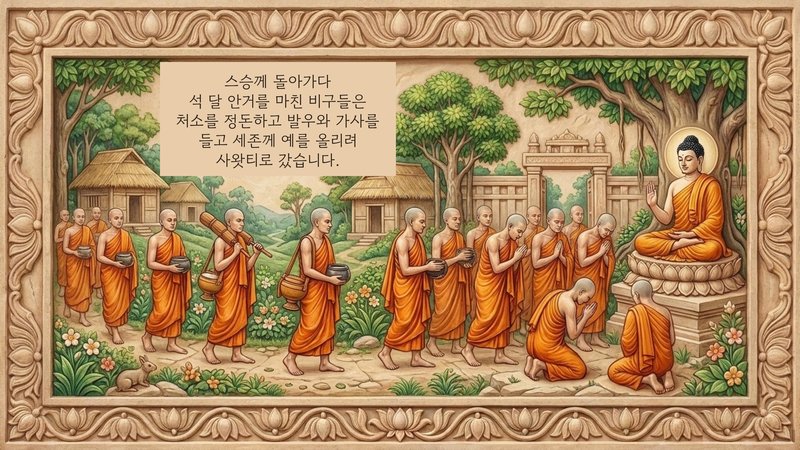 스승께 돌아가다
석 달 안거를 마친 비구들은
처소를 정돈하고 발우와 가사를
들고 세존께 예를 올리려
사왓티로 갔습니다.